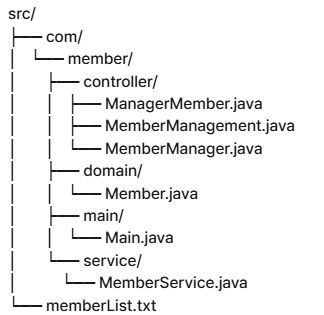 src/
├── com/
│   └── member/
│       ├── controller/
│       │   ├── ManagerMember.java
│       │   ├── MemberManagement.java
│       │   └── MemberManager.java
│       ├── domain/
│       │   └── Member.java
│       ├── main/
│       │   └── Main.java
│       └── service/
│           └── MemberService.java
└── memberList.txt